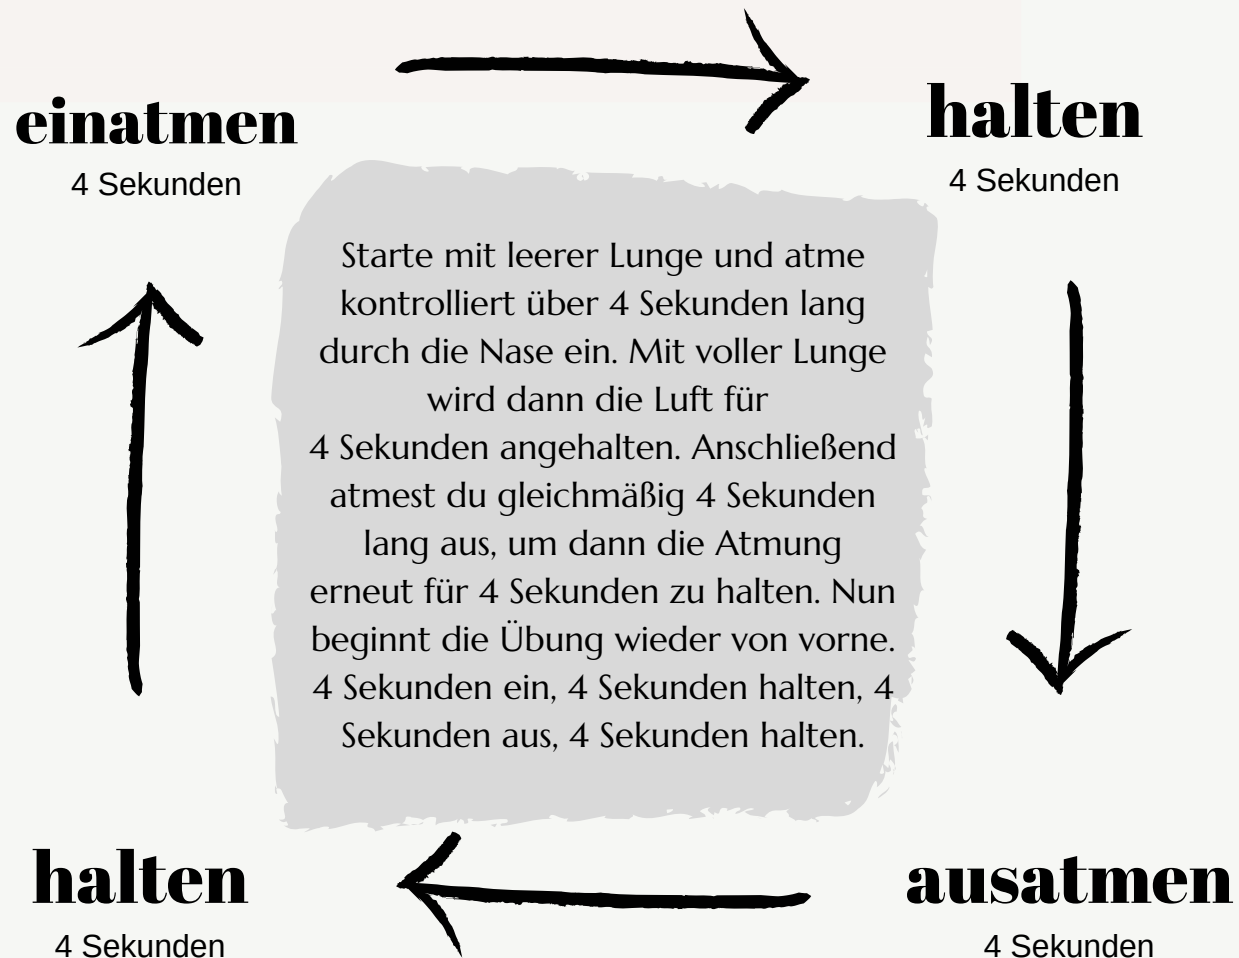 einatmen
4 Sekunden
halten
4 Sekunden
Starte mit leerer Lunge und atme
kontrolliert über 4 Sekunden lang
durch die Nase ein. Mit voller Lunge
wird dann die Luft für
4 Sekunden angehalten. Anschließend
atmest du gleichmäßig 4 Sekunden
lang aus, um dann die Atmung
erneut für 4 Sekunden zu halten. Nun
beginnt die Übung wieder von vorne.
4 Sekunden ein, 4 Sekunden halten, 4
Sekunden aus, 4 Sekunden halten.
halten
4 Sekunden
ausatmen
4 Sekunden